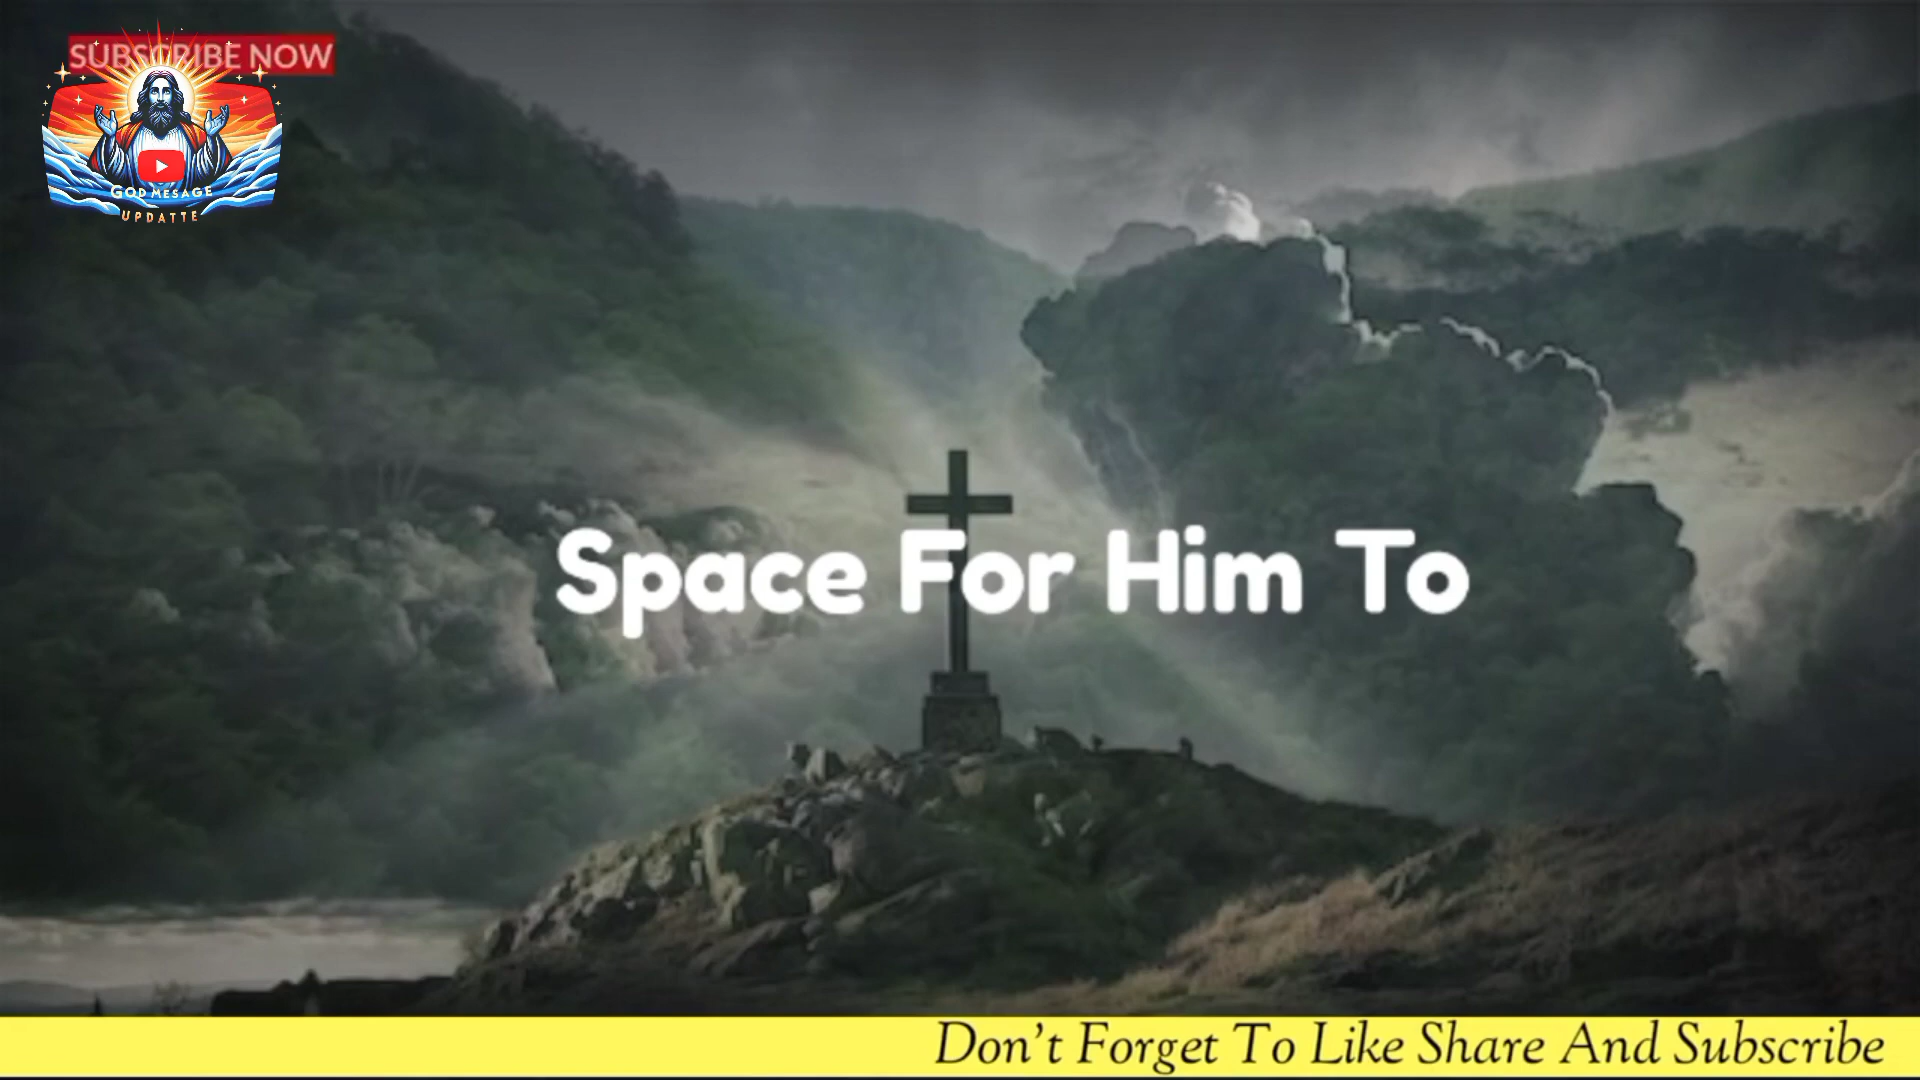 SUBSCRIBE NOW
GOD MESAGE
UPDATTE
Space For Him To
Don't Forget To Like Share And Subscribe